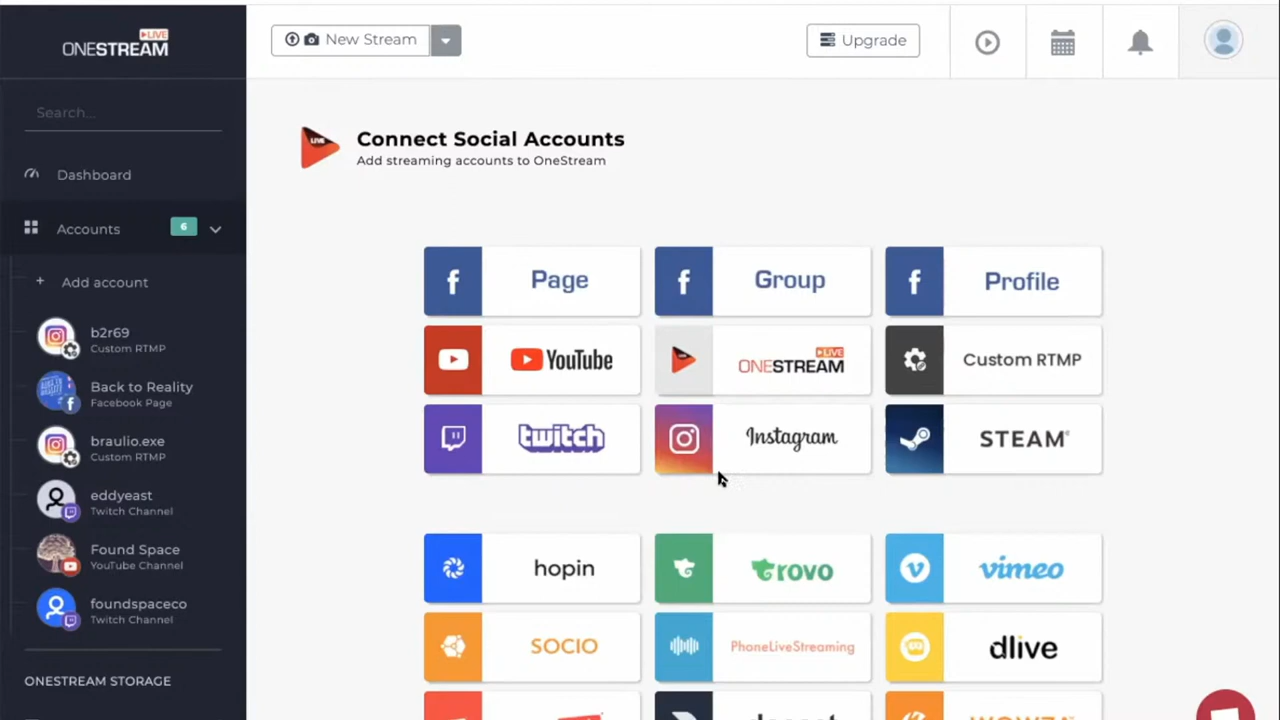 LIVE
ONESTREAM
New Stream
Upgrade
Search...
Dashboard
Accounts
6
Add account
b2r69
Custom RTMP
Back to Reality
Facebook Page
braulio.exe
Custom RTMP
eddyeast
Twitch Channel
Found Space
YouTube Channel
foundspaceco
Twitch Channel
ONESTREAM STORAGE
LIVE
Connect Social Accounts
Add streaming accounts to OneStream
f Page
f Group
f Profile
YouTube
LIVE
ONESTREAM
Custom RTMP
twitch
Instagram
STEAM®
hopin
trovo
vimeo
SOCIO
PhoneLiveStreaming
dlive